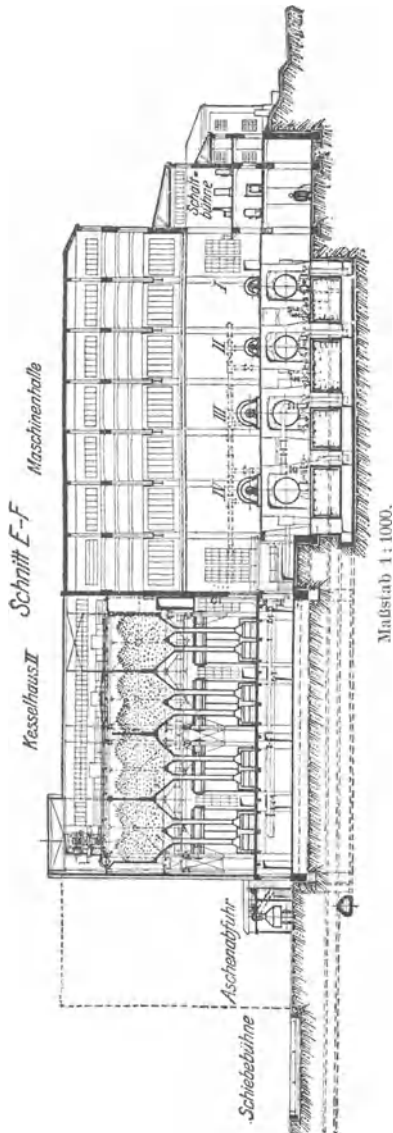 Kesselhaus II
Schnitt E-F
Maschinenhalle
Schalt-
bühne
IV
III
II
I
Schiebebühne
Aschenabfuhr
Maßstab 1 : 1000.